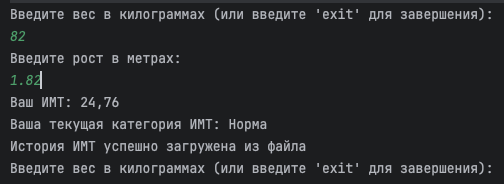 Введите вес в килограммах (или введите 'exit' для завершения):
82
Введите рост в метрах:
1.82
Ваш ИМТ: 24,76
Ваша текущая категория ИМТ: Норма
История ИМТ успешно загружена из файла
Введите вес в килограммах (или введите 'exit' для завершения):